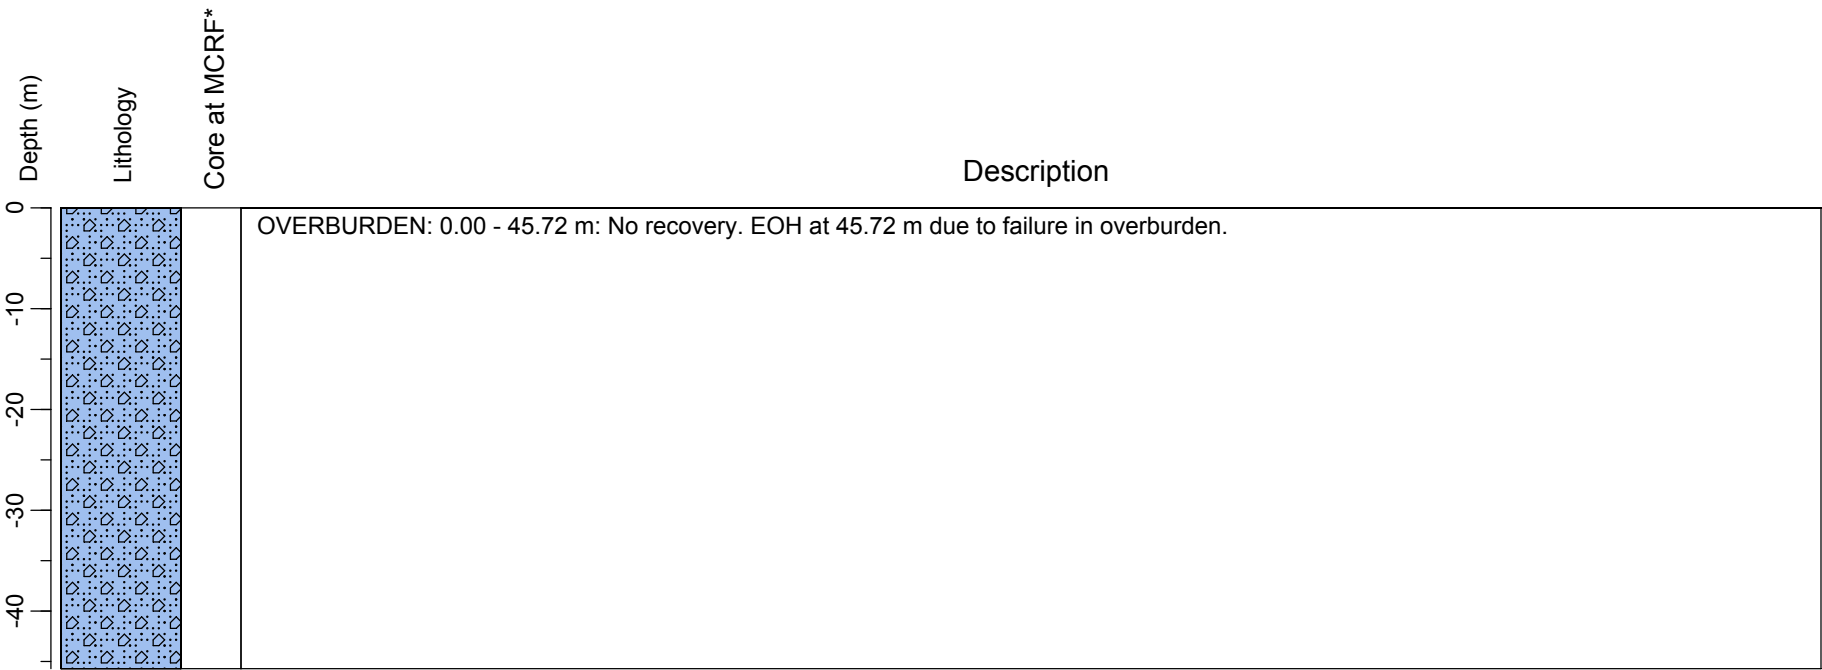 Depth (m)
Lithology
Core at MCRF*
Description
0
OVERBURDEN: 0.00 - 45.72 m: No recovery. EOH at 45.72 m due to failure in overburden.
-10
-20
-30
-40